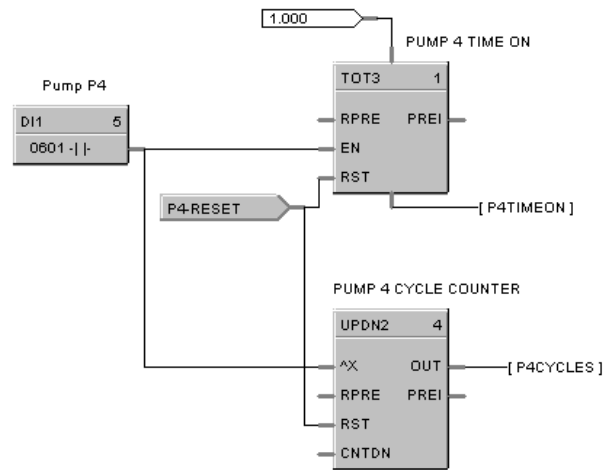 1.000
PUMP 4 TIME ON
Pump P4
TOT3 1
DI1 5
RPRE PREI
0601 -| |-
EN
RST
P4-RESET
[ P4TIMEON ]
PUMP 4 CYCLE COUNTER
UPDN2 4
^X OUT
[ P4CYCLES ]
RPRE PREI
RST
CNTDN